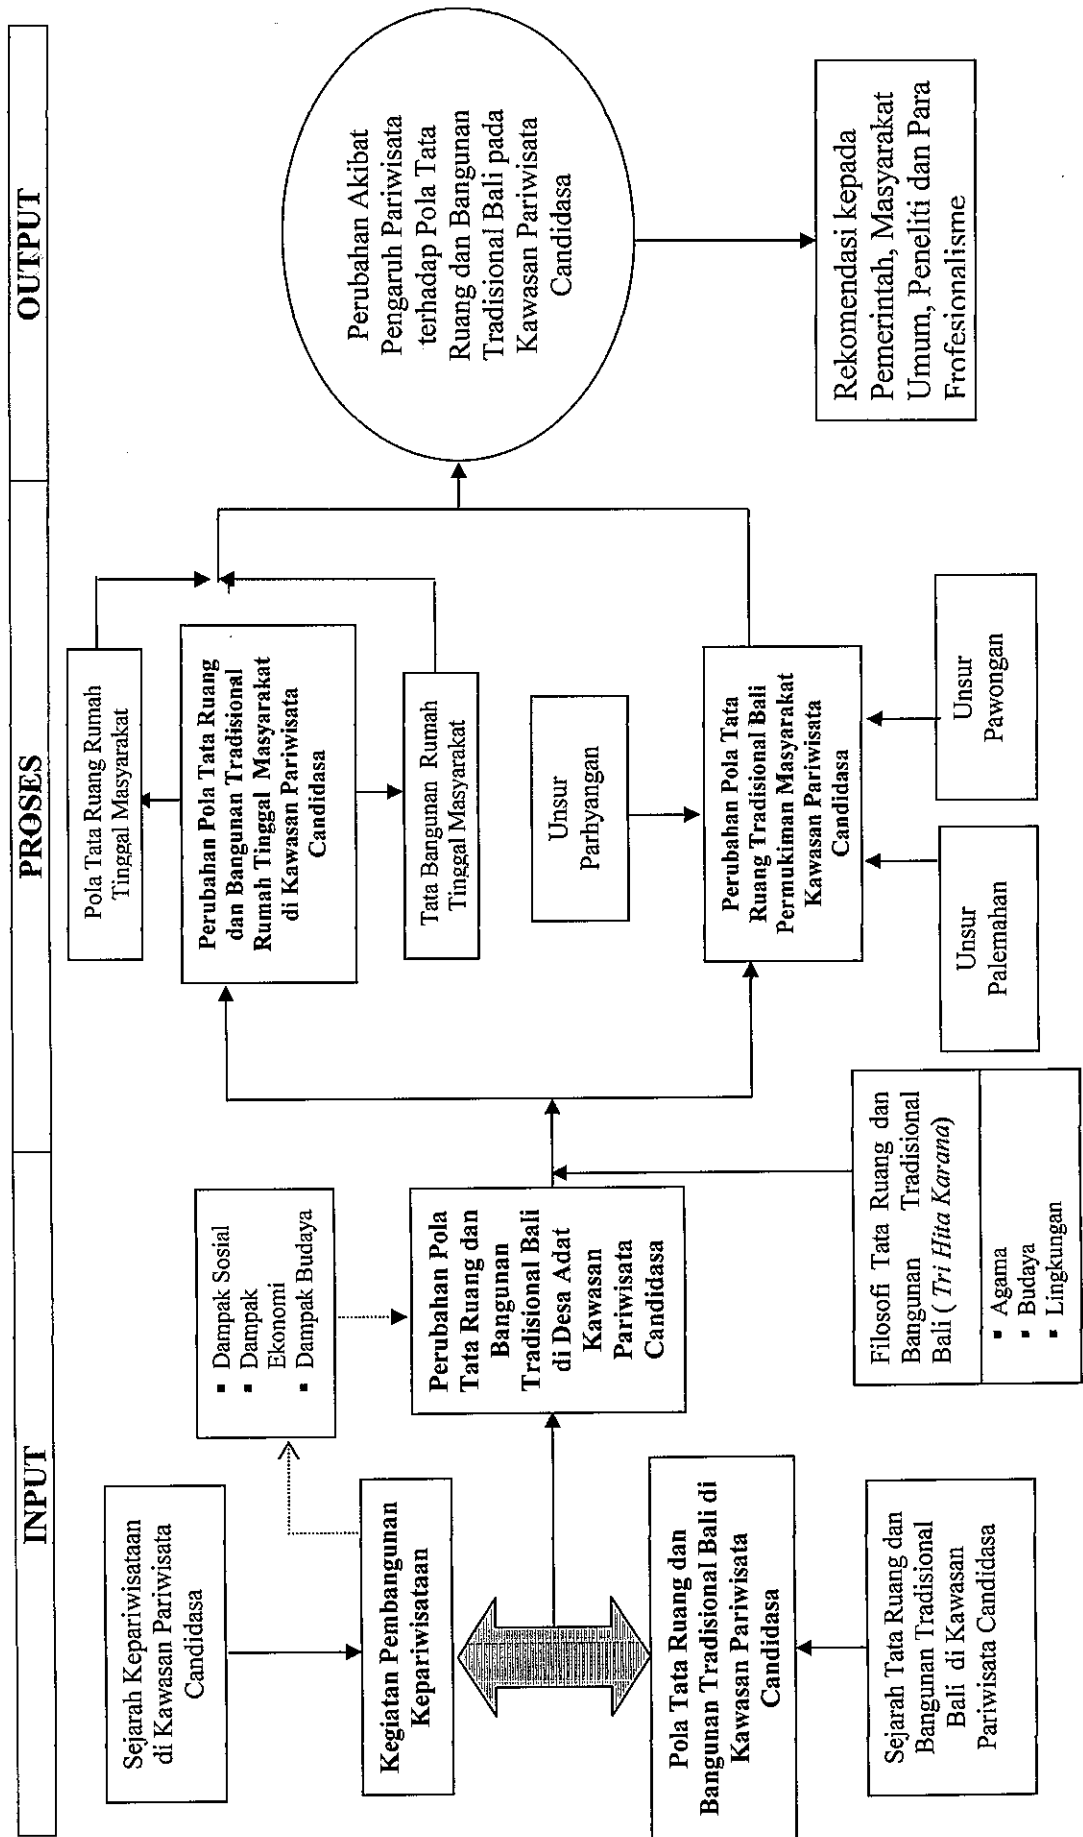 INPUT
PROSES
OUTPUT
Sejarah Kepariwisataan
di Kawasan Pariwisata
Candidasa
Kegiatan Pembangunan
Kepariwisataan
Pola Tata Ruang dan
Bangunan Tradisional Bali di
Kawasan Pariwisata
Candidasa
Sejarah Tata Ruang dan
Bangunan Tradisional
Bali di Kawasan
Pariwisata Candidasa
▪ Dampak Sosial
▪ Dampak
Ekonomi
▪ Dampak Budaya
Perubahan Pola
Tata Ruang dan
Bangunan
Tradisional Bali
di Desa Adat
Kawasan
Pariwisata
Candidasa
Filosofi Tata Ruang dan
Bangunan Tradisional
Bali ( Tri Hita Karana)
▪ Agama
▪ Budaya
▪ Lingkungan
Pola Tata Ruang Rumah
Tinggal Masyarakat
Perubahan Pola Tata Ruang
dan Bangunan Tradisional
Rumah Tinggal Masyarakat
di Kawasan Pariwisata
Candidasa
Tata Bangunan Rumah
Tinggal Masyarakat
Unsur
Parhyangan
Perubahan Pola Tata
Ruang Tradisional Bali
Permukiman Masyarakat
Kawasan Pariwisata
Candidasa
Unsur
Palemahan
Unsur
Pawongan
Perubahan Akibat
Pengaruh Pariwisata
terhadap Pola Tata
Ruang dan Bangunan
Tradisional Bali pada
Kawasan Pariwisata
Candidasa
Rekomendasi kepada
Pemerintah, Masyarakat
Umum, Peneliti dan Para
Frofesionalisme